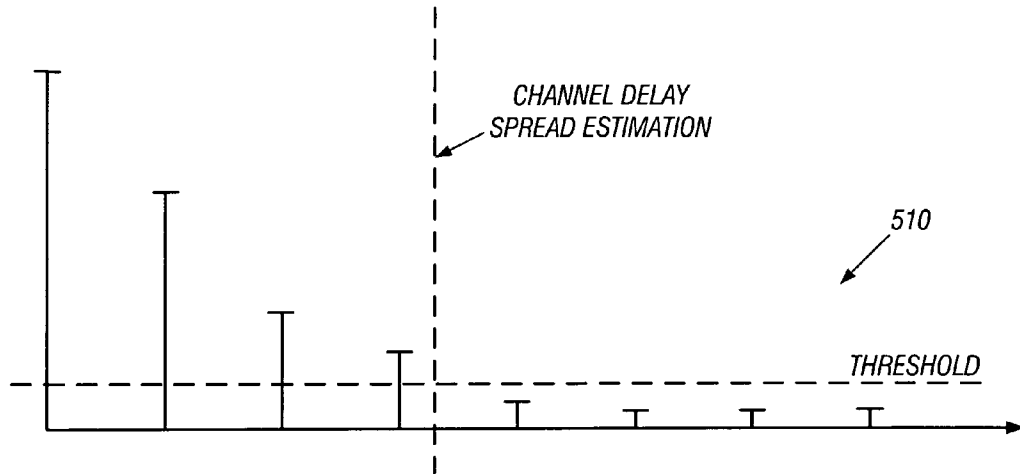 CHANNEL DELAY
SPREAD ESTIMATION
510
THRESHOLD